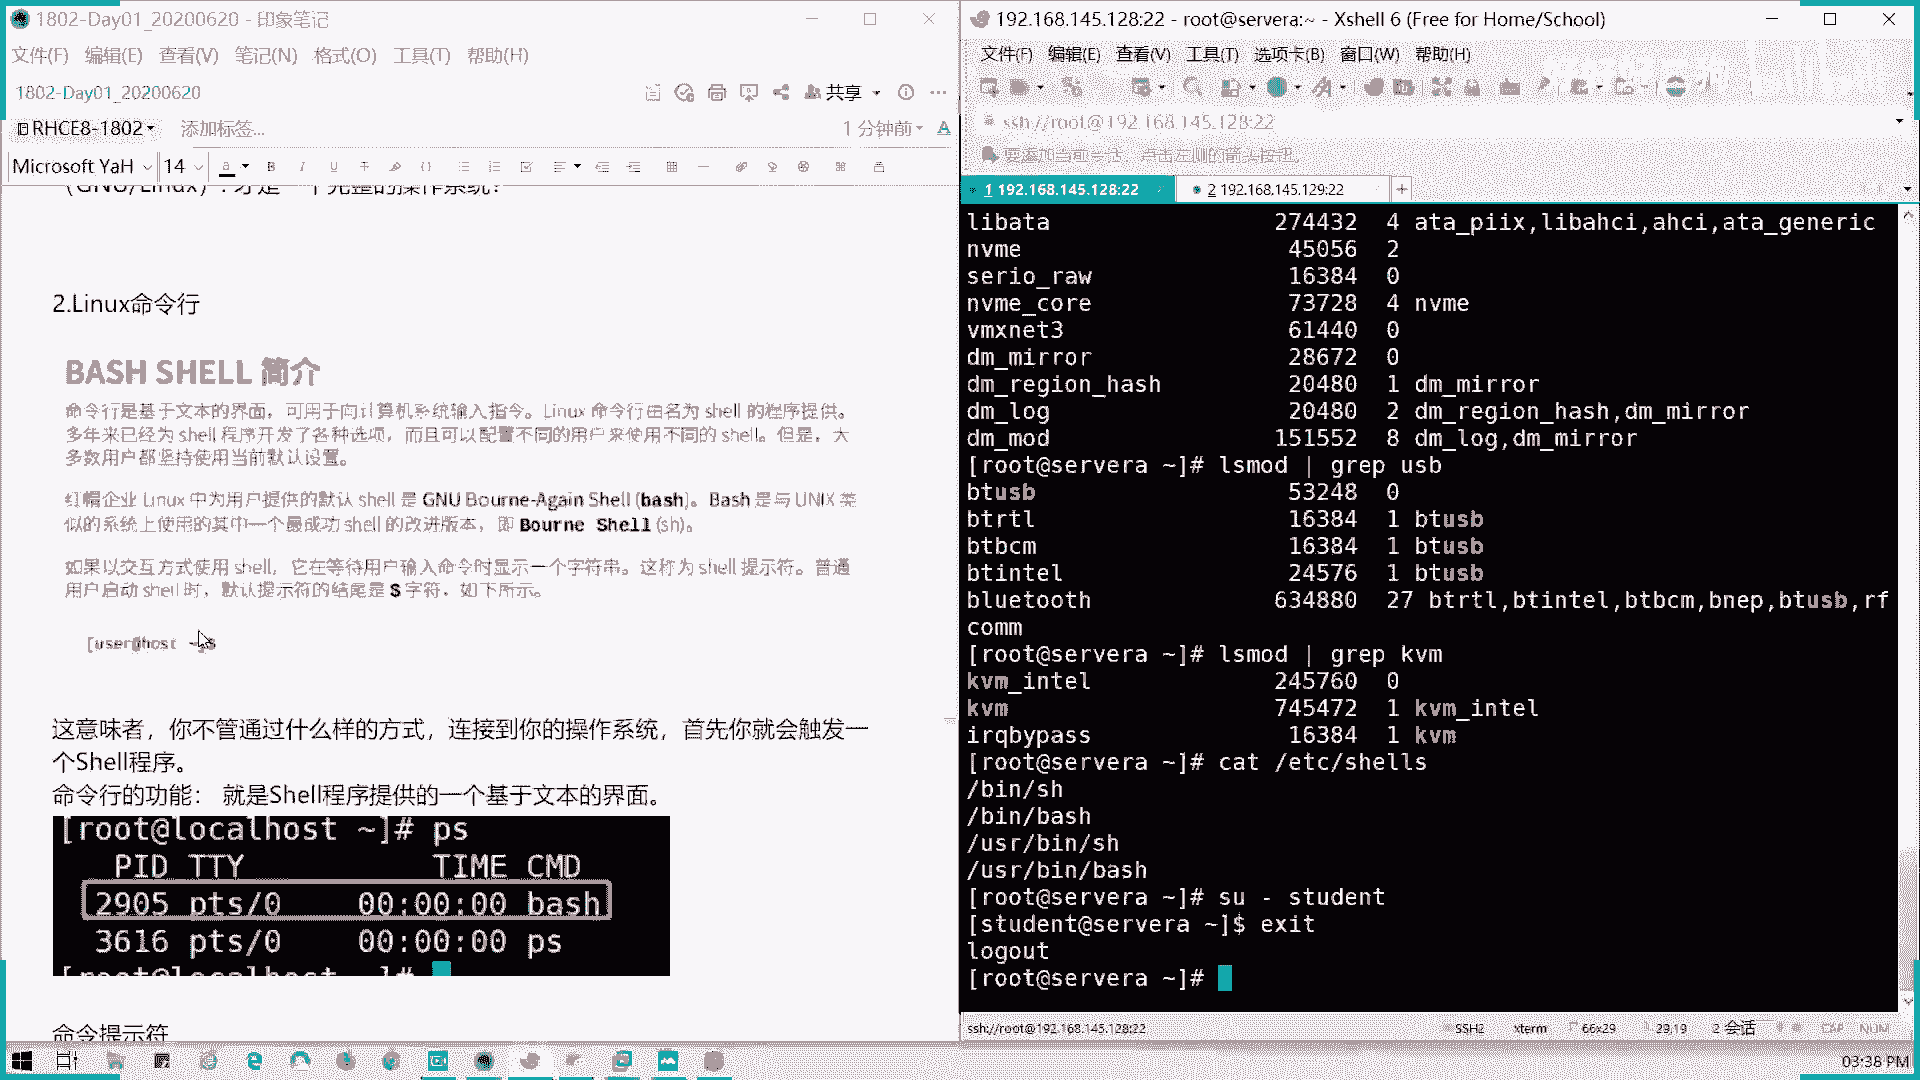 1802-Day01_20200620 - 印象笔记
文件(F) 编辑(E) 查看(V) 笔记(N) 格式(O) 工具(T) 帮助(H)
1802-Day01_20200620
共享
RHCE8-1802
添加标签...
1 分钟前
Microsoft YaH 14
(GNU/Linux)：才是一个完整的操作系统！
2.Linux命令行
BASH SHELL 简介
命令行是基于文本的界面，可用于向计算机系统输入指令。Linux 命令行由名为 shell 的程序提供。
多年来已经为 shell 程序开发了各种选项，而且可以配置不同的用户来使用不同的 shell。但是，大
多数用户都坚持使用当前默认设置。
红帽企业 Linux 中为用户提供的默认 shell 是 GNU Bourne-Again Shell (bash)。Bash 是与 UNIX 类
似的系统上使用的其中一个最成功 shell 的改进版本，即 Bourne Shell (sh)。
如果以交互方式使用 shell，它在等待用户输入命令时显示一个字符串。这称为 shell 提示符。普通
用户启动 shell 时，默认提示符的结尾是 $ 字符，如下所示。
[user@host ~]$
这意味者，你不管通过什么样的方式，连接到你的操作系统，首先你就会触发一
个Shell程序。
命令行的功能： 就是Shell程序提供的一个基于文本的界面。
[root@localhost ~]# ps
PID TTY TIME CMD
2905 pts/0 00:00:00 bash
3616 pts/0 00:00:00 ps
[root@localhost ~]#
命令提示符
192.168.145.128:22 - root@servera:~ - Xshell 6 (Free for Home/School)
文件(F) 编辑(E) 查看(V) 工具(T) 选项卡(B) 窗口(W) 帮助(H)
ssh://root@192.168.145.128:22
要添加当前会话，点击左侧的箭头按钮。
1 192.168.145.128:22
2 192.168.145.129:22
libata 274432 4 ata_piix,libahci,ahci,ata_generic
nvme 45056 2
serio_raw 16384 0
nvme_core 73728 4 nvme
vmxnet3 61440 0
dm_mirror 28672 0
dm_region_hash 20480 1 dm_mirror
dm_log 20480 2 dm_region_hash,dm_mirror
dm_mod 151552 8 dm_log,dm_mirror
[root@servera ~]# lsmod | grep usb
btusb 53248 0
btrtl 16384 1 btusb
btbcm 16384 1 btusb
btintel 24576 1 btusb
bluetooth 634880 27 btrtl,btintel,btbcm,bnep,btusb,rf
comm
[root@servera ~]# lsmod | grep kvm
kvm_intel 245760 0
kvm 745472 1 kvm_intel
irqbypass 16384 1 kvm
[root@servera ~]# cat /etc/shells
/bin/sh
/bin/bash
/usr/bin/sh
/usr/bin/bash
[root@servera ~]# su - student
[student@servera ~]$ exit
logout
[root@servera ~]#
ssh://root@192.168.145.128:22 SSH2 xterm 66x29 29,19 2 会话 CAP NUM
03:38 PM